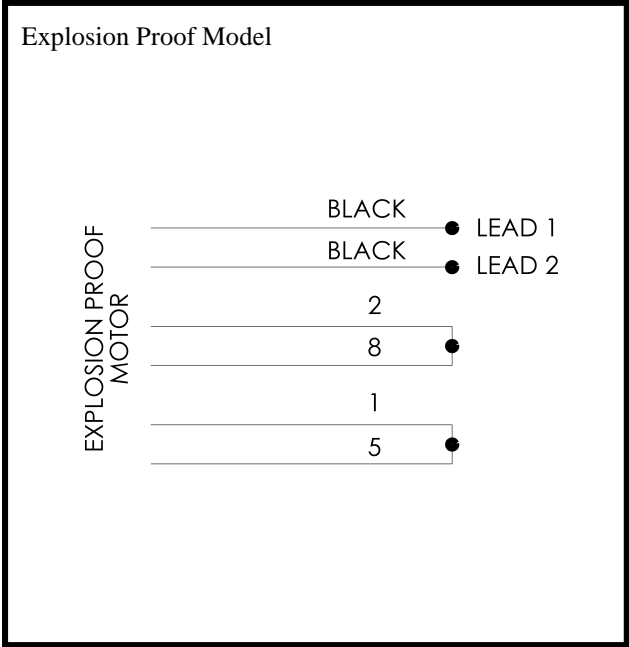 Explosion Proof Model
EXPLOSION PROOF
MOTOR
BLACK
LEAD 1
BLACK
LEAD 2
2
8
1
5